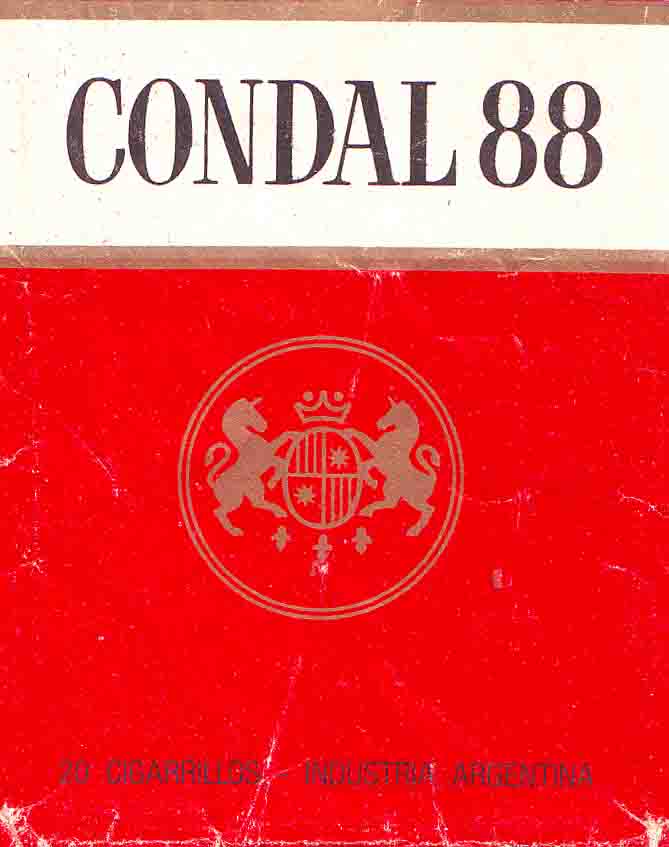 CONDAL 88
20 CIGARRILLOS - INDUSTRIA ARGENTINA